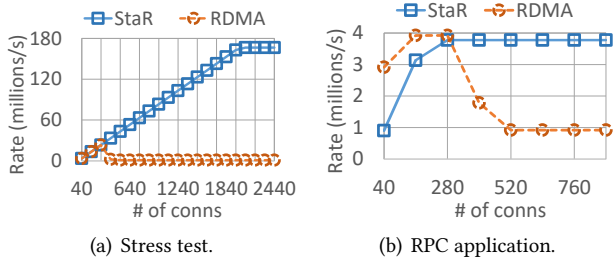 StaR RDMA
Rate (millions/s)
180
120
60
0
40 640 1240 1840 2440
# of conns
(a) Stress test.
StaR RDMA
Rate (millions/s)
4
3
2
1
0
40 280 520 760
# of conns
(b) RPC application.